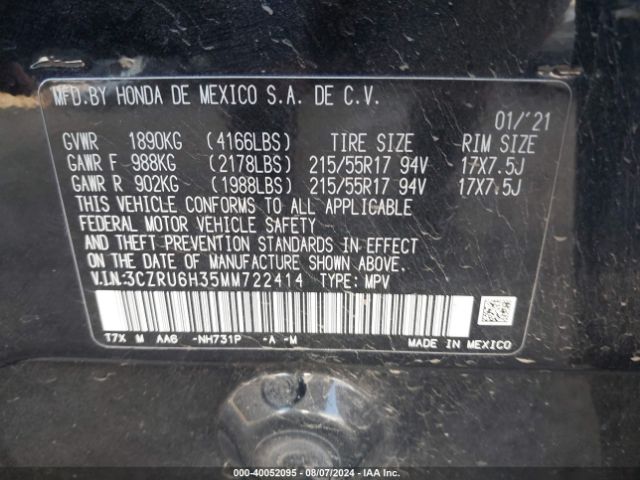 MFD.BY HONDA DE MEXICO S.A. DE C.V.
01/'21
GVWR 1890KG (4166LBS) TIRE SIZE RIM SIZE
GAWR F 988KG (2178LBS) 215/55R17 94V 17X7.5J
GAWR R 902KG (1988LBS) 215/55R17 94V 17X7.5J
THIS VEHICLE CONFORMS TO ALL APPLICABLE
FEDERAL MOTOR VEHICLE SAFETY
AND THEFT PREVENTION STANDARDS IN EFFECT
ON THE DATE OF MANUFACTURE SHOWN ABOVE.
V.I.N:3CZRU6H35MM722414 TYPE: MPV
T7X M AA6 -NH731P -A -M MADE IN MEXICO
000-40052095 - 08/07/2024 - IAA Inc.